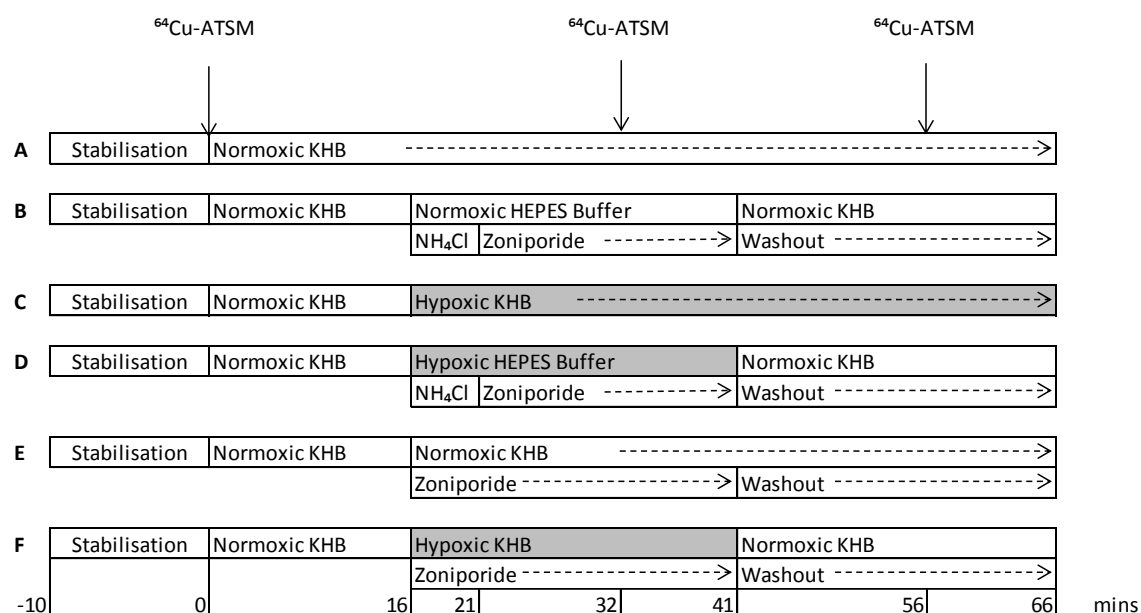 ⁶⁴Cu-ATSM ⁶⁴Cu-ATSM ⁶⁴Cu-ATSM
A Stabilisation Normoxic KHB
B Stabilisation Normoxic KHB Normoxic HEPES Buffer Normoxic KHB
NH₄Cl Zoniporide Washout
C Stabilisation Normoxic KHB Hypoxic KHB
D Stabilisation Normoxic KHB Hypoxic HEPES Buffer Normoxic KHB
NH₄Cl Zoniporide Washout
E Stabilisation Normoxic KHB Normoxic KHB
Zoniporide Washout
F Stabilisation Normoxic KHB Hypoxic KHB Normoxic KHB
Zoniporide Washout
-10 0 16 21 32 41 56 66 mins